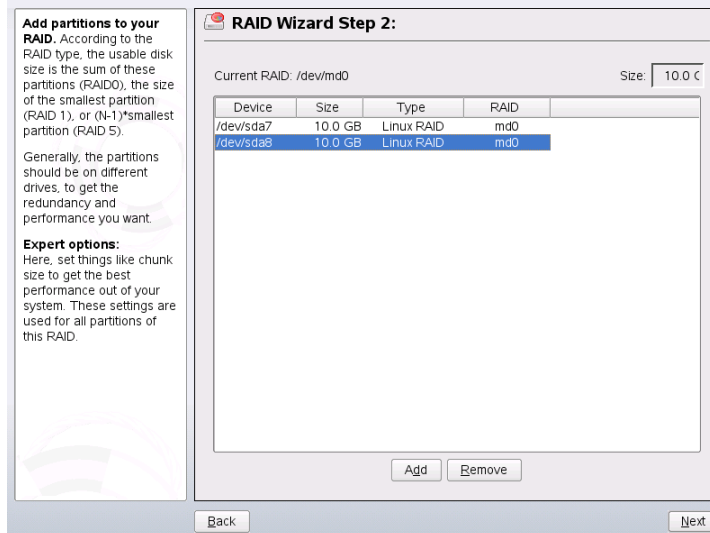 Add partitions to your
RAID. According to the
RAID type, the usable disk
size is the sum of these
partitions (RAID0), the size
of the smallest partition
(RAID 1), or (N-1)*smallest
partition (RAID 5).
Generally, the partitions
should be on different
drives, to get the
redundancy and
performance you want.
Expert options:
Here, set things like chunk
size to get the best
performance out of your
system. These settings are
used for all partitions of
this RAID.
RAID Wizard Step 2:
Current RAID: /dev/md0 Size: 10.0
Device Size Type RAID
/dev/sda7 10.0 GB Linux RAID md0
/dev/sda8 10.0 GB Linux RAID md0
Add Remove
Back Next